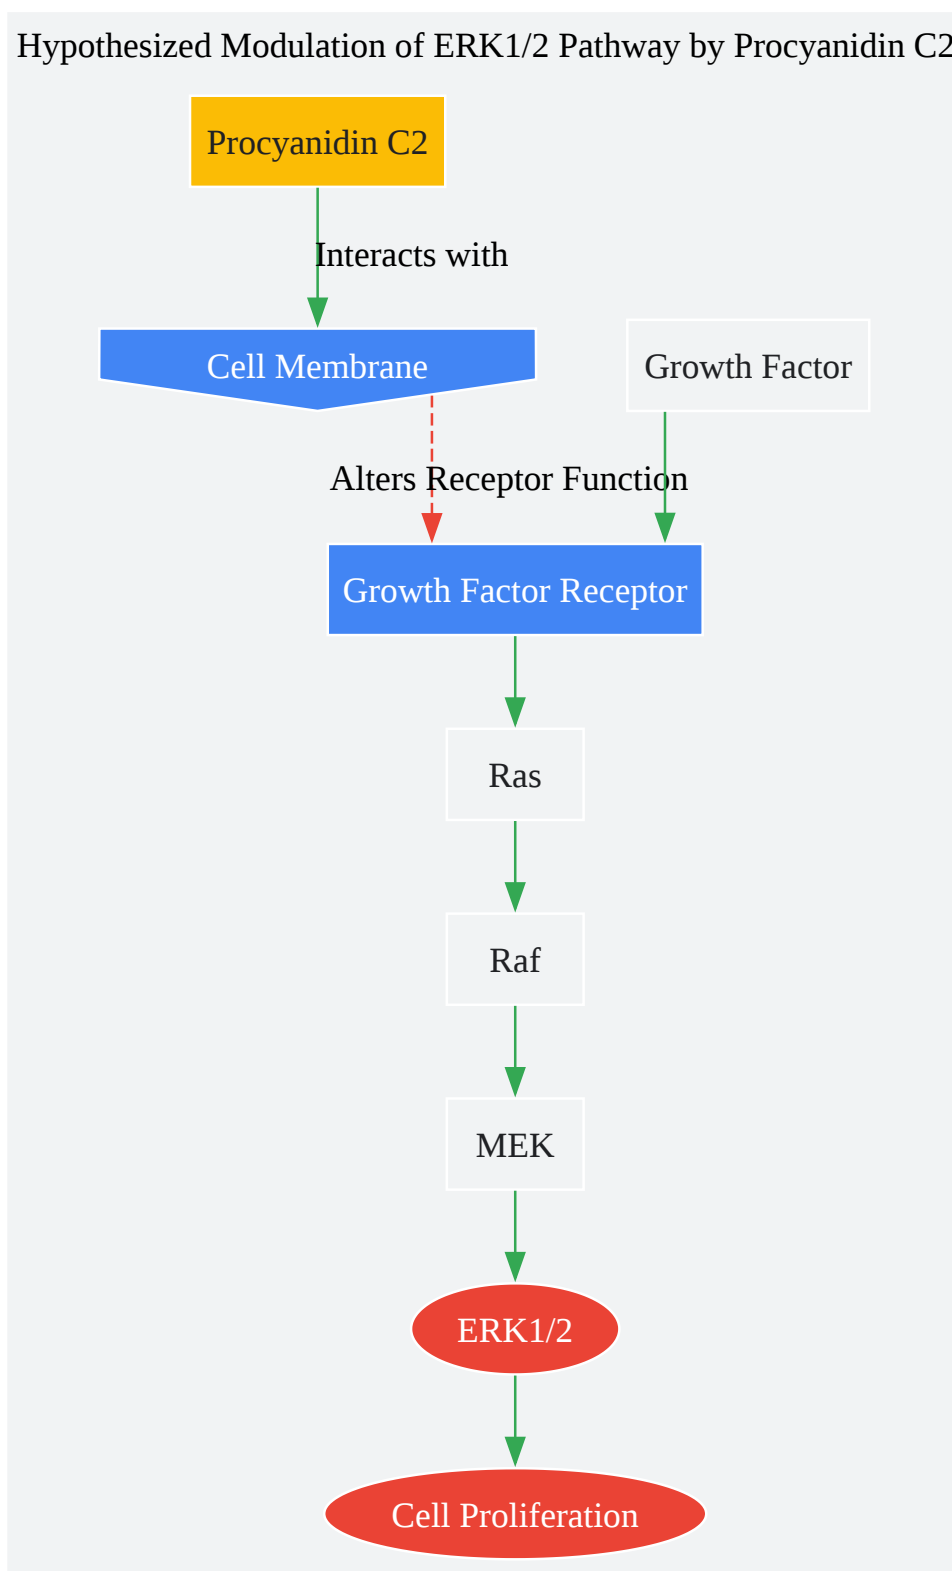 Hypothesized Modulation of ERK1/2 Pathway by Procyanidin C2
Procyanidin C2
Interacts with
Cell Membrane
Growth Factor
Alters Receptor Function
Growth Factor Receptor
Ras
Raf
MEK
ERK1/2
Cell Proliferation